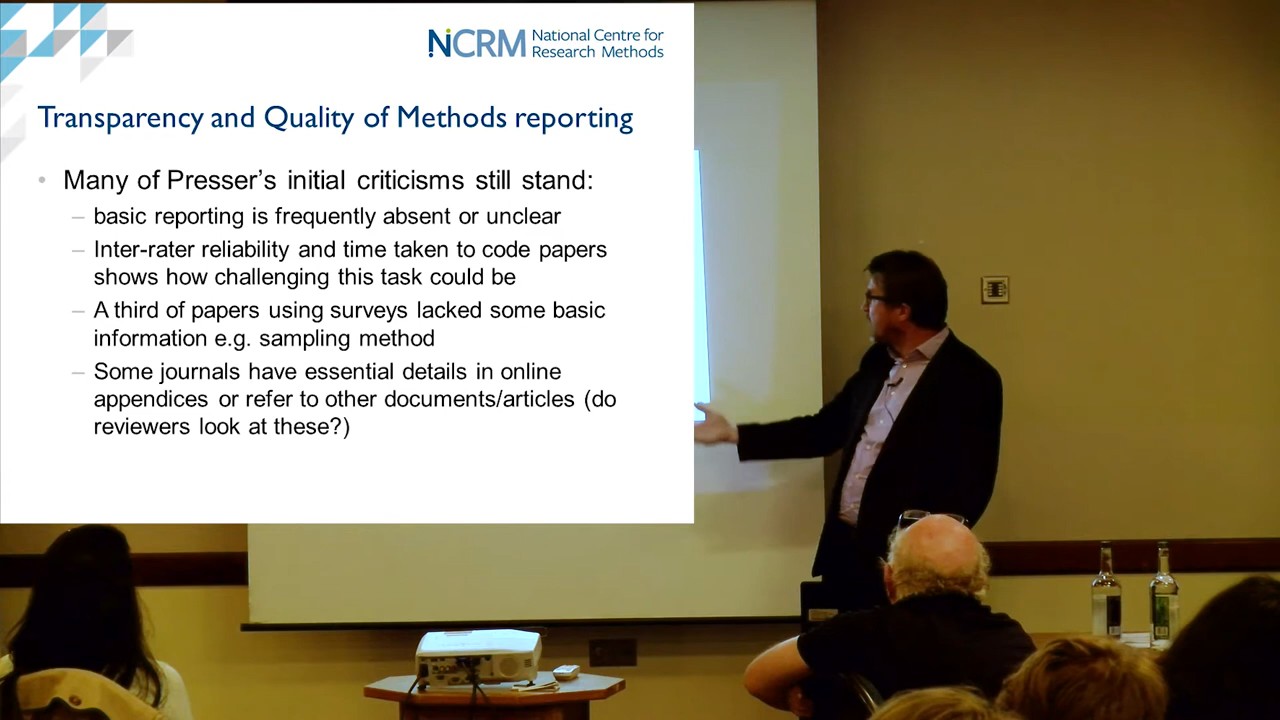 NCRM National Centre for
Research Methods
Transparency and Quality of Methods reporting
• Many of Presser's initial criticisms still stand:
– basic reporting is frequently absent or unclear
– Inter-rater reliability and time taken to code papers
shows how challenging this task could be
– A third of papers using surveys lacked some basic
information e.g. sampling method
– Some journals have essential details in online
appendices or refer to other documents/articles (do
reviewers look at these?)